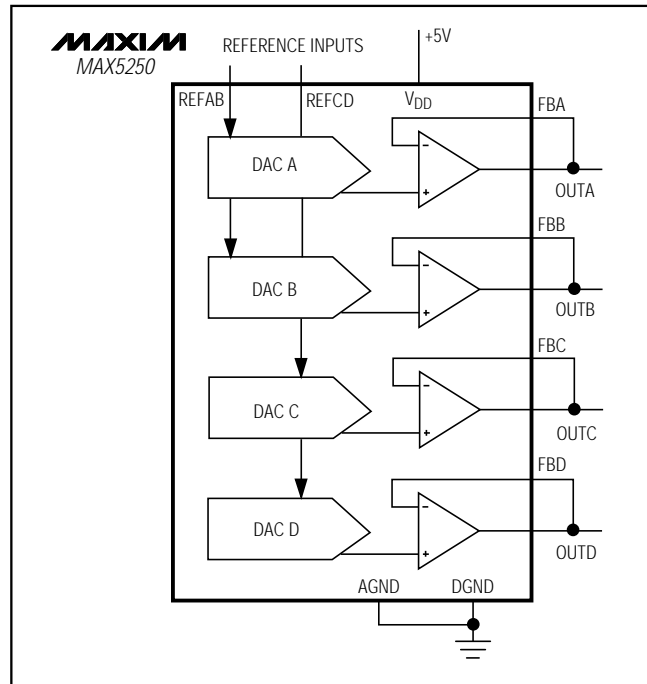 MAXIM
MAX5250
REFERENCE INPUTS
+5V
REFAB
REFCD
VDD
FBA
DAC A
-
+
OUTA
FBB
DAC B
-
+
OUTB
FBC
DAC C
-
+
OUTC
FBD
DAC D
-
+
OUTD
AGND
DGND